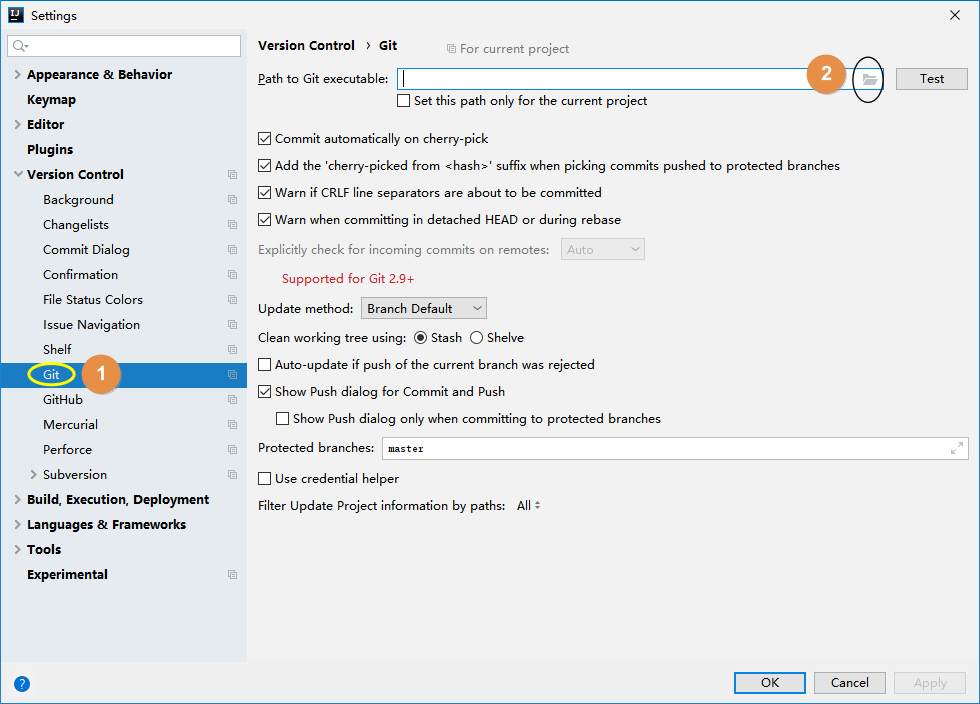 IJ Settings
Version Control › Git For current project
Appearance & Behavior
Keymap
Editor
Plugins
Version Control
Background
Changelists
Commit Dialog
Confirmation
File Status Colors
Issue Navigation
Shelf
Git 1
GitHub
Mercurial
Perforce
Subversion
Build, Execution, Deployment
Languages & Frameworks
Tools
Experimental
Path to Git executable: 2 Test
Set this path only for the current project
Commit automatically on cherry-pick
Add the 'cherry-picked from <hash>' suffix when picking commits pushed to protected branches
Warn if CRLF line separators are about to be committed
Warn when committing in detached HEAD or during rebase
Explicitly check for incoming commits on remotes: Auto
Supported for Git 2.9+
Update method: Branch Default
Clean working tree using: Stash Shelve
Auto-update if push of the current branch was rejected
Show Push dialog for Commit and Push
Show Push dialog only when committing to protected branches
Protected branches: master
Use credential helper
Filter Update Project information by paths: All
? OK Cancel Apply